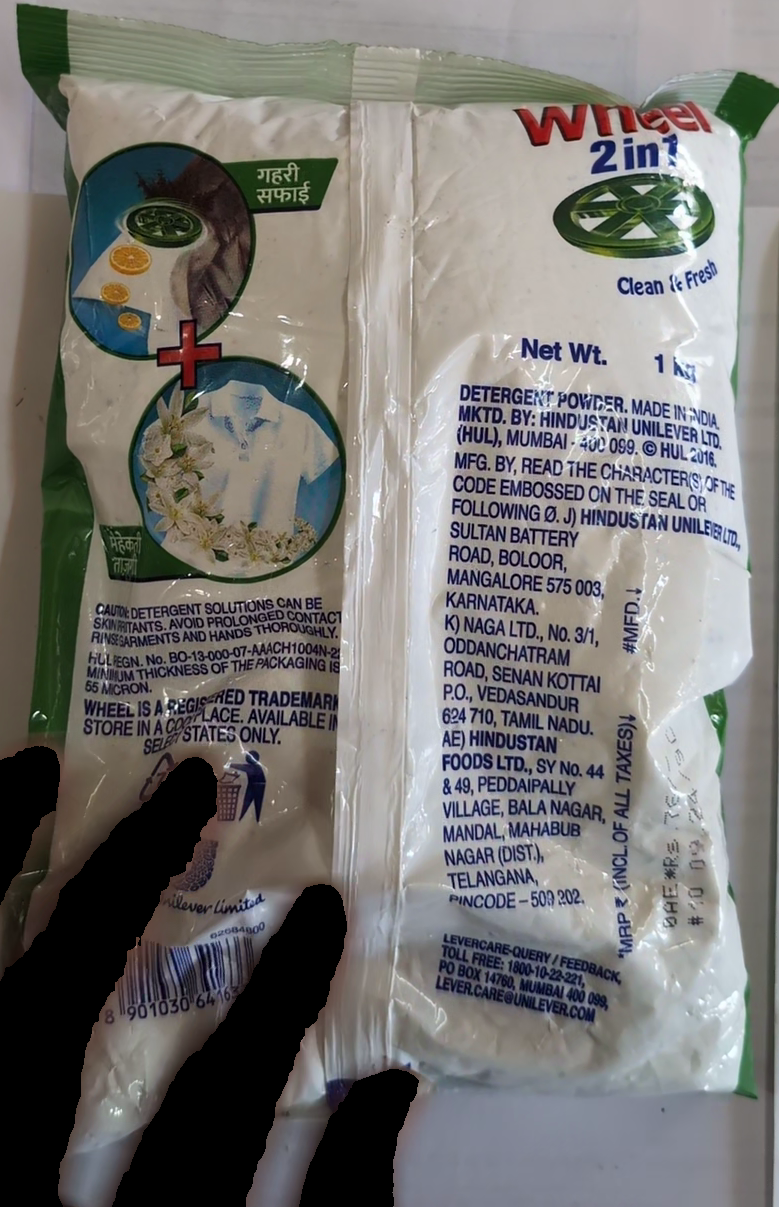 गहरी
सफाई
मेहकती
ताज़गी
CAUTION: DETERGENT SOLUTIONS CAN BE
SKIN IRRITANTS. AVOID PROLONGED CONTACT.
RINSE GARMENTS AND HANDS THOROUGHLY.
HUL REGN. No. BO-13-000-07-AAACH1004N-22
MINIMUM THICKNESS OF THE PACKAGING IS
55 MICRON.
WHEEL IS A REGISTERED TRADEMARK
STORE IN A COOL PLACE. AVAILABLE IN
SELECT STATES ONLY.
Unilever Limited
8 901030 64163
wheel
2in1
Clean & Fresh
Net Wt. 1 kg
DETERGENT POWDER. MADE IN INDIA.
MKTD. BY: HINDUSTAN UNILEVER LTD.
(HUL), MUMBAI - 400 099. © HUL 2016.
MFG. BY, READ THE CHARACTER(S) OF THE
CODE EMBOSSED ON THE SEAL OR
FOLLOWING Ø. J) HINDUSTAN UNILEVER LTD.,
SULTAN BATTERY
ROAD, BOLOOR,
MANGALORE 575 003,
KARNATAKA.
K) NAGA LTD., No. 3/1,
ODDANCHATRAM
ROAD, SENAN KOTTAI
P.O., VEDASANDUR
624 710, TAMIL NADU.
AE) HINDUSTAN
FOODS LTD., SY No. 44
& 49, PEDDAIPALLY
VILLAGE, BALA NAGAR,
MANDAL, MAHABUB
NAGAR (DIST.),
TELANGANA,
PINCODE – 509 202.
#MFD.↓
*MRP ₹ (INCL.OF ALL TAXES)↓
LEVERCARE-QUERY / FEEDBACK,
TOLL FREE: 1800-10-22-221,
PO BOX 14760, MUMBAI 400 099,
LEVER.CARE@UNILEVER.COM